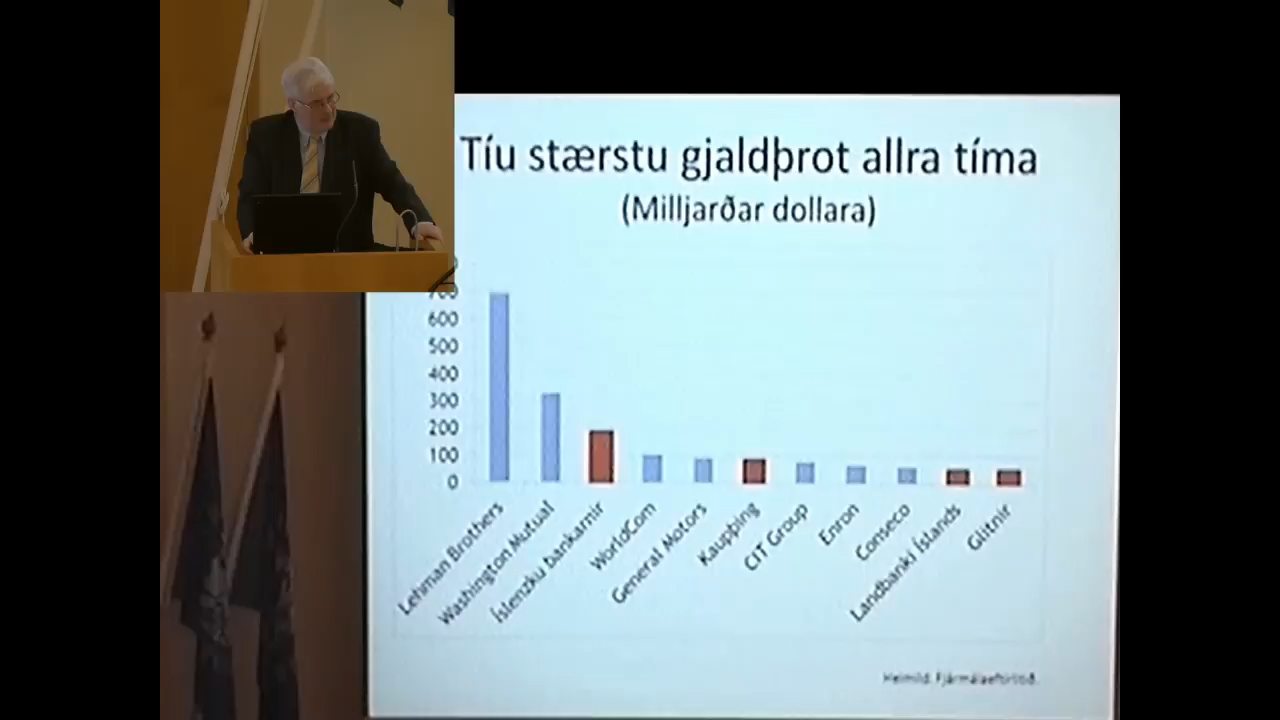 Tíu stærstu gjaldþrot allra tíma
(Milljarðar dollara)
700
600
500
400
300
200
100
0
Lehman Brothers
Washington Mutual
Íslenzku bankarnir
WorldCom
General Motors
Kaupþing
CIT Group
Enron
Conseco
Landbanki Íslands
Glitnir
Heimild: Fjármálaeftirlitið.